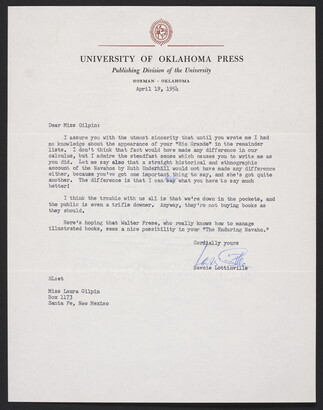 UNIVERSITY OF OKLAHOMA PRESS
Publishing Division of the University
NORMAN · OKLAHOMA
April 19, 1954
Dear Miss Gilpin:
I assure you with the utmost sincerity that until you wrote me I had
no knowledge about the appearance of your "Rio Grande" in the remainder
lists. I don't think that fact would have made any difference in our
calculus, but I admire the steadfast sense which causes you to write me as
you did. Let me say also that a straight historical and ethnographic
account of the Navahos by Ruth Underhill would not have made any difference
either, because you've got one important thing to say, and she's got quite
another. The difference is that I can say what you have to say much
better!
I think the trouble with us all is that we're down in the pockets, and
the public is even a trifle downer. Anyway, they're not buying books as
they should.
Here's hoping that Walter Frese, who really knows how to manage
illustrated books, sees a nice possibility in your "The Enduring Navaho."
Cordially yours
Savoie Lottinville
SLset
Miss Laura Gilpin
Box 1173
Santa Fe, New Mexico